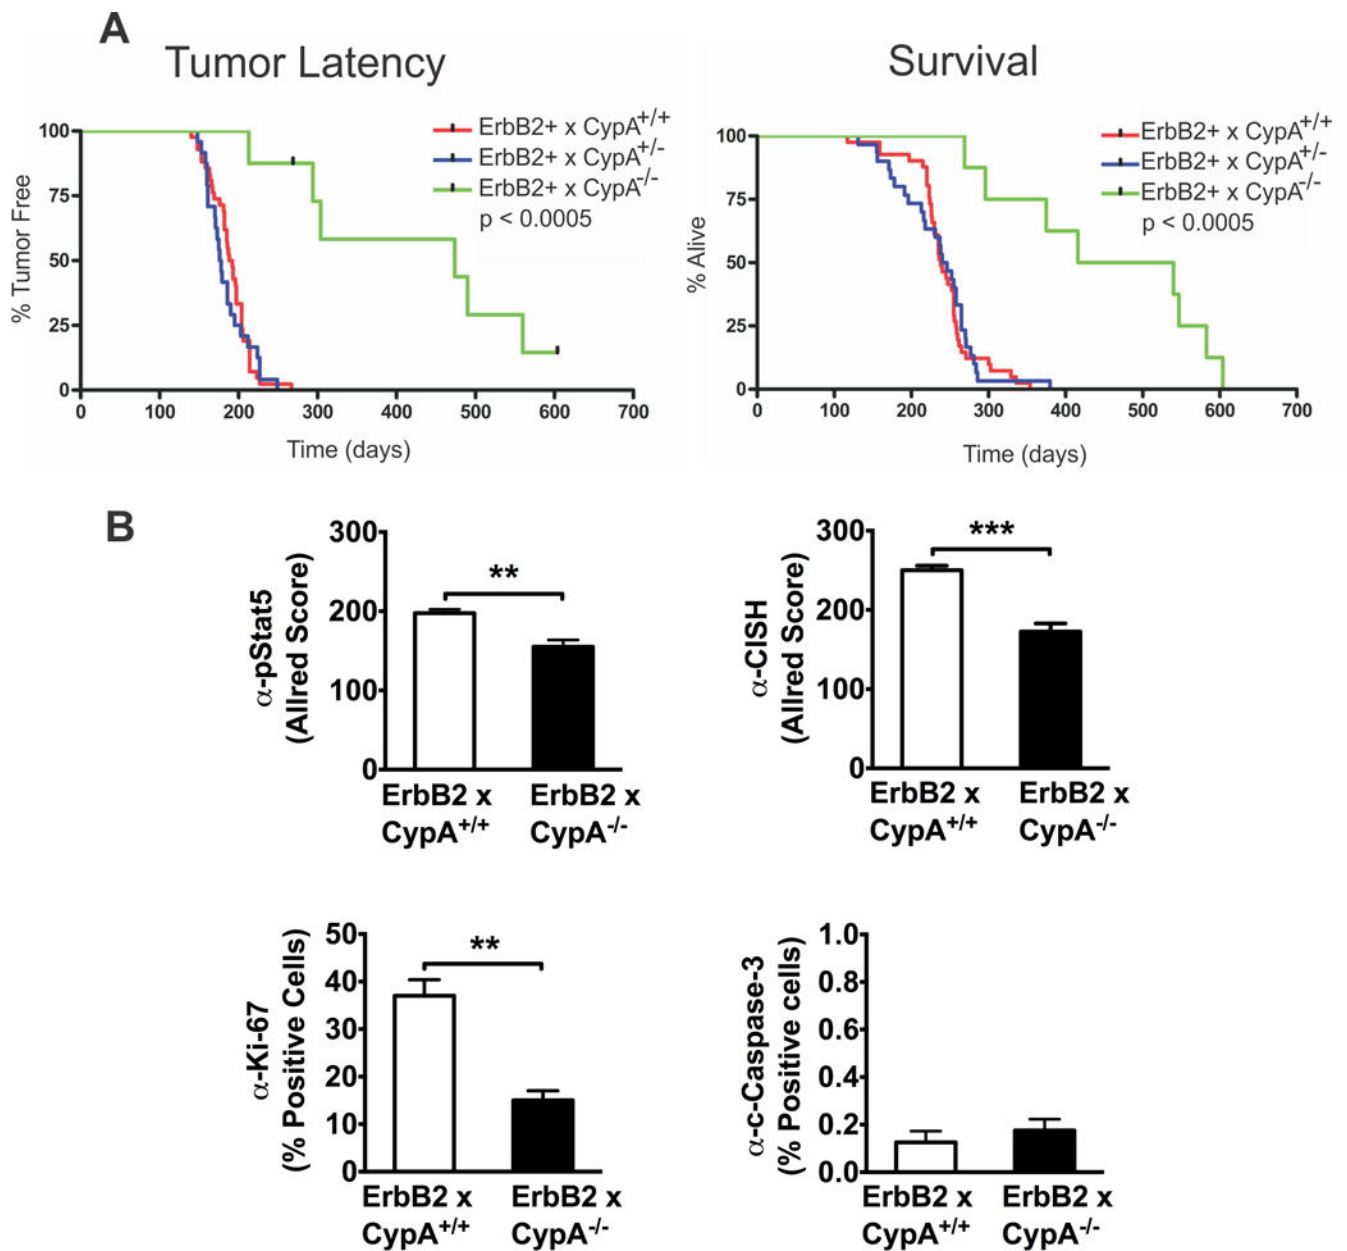 A
Tumor Latency
Survival
ErbB2+ x CypA+/+
ErbB2+ x CypA+/-
ErbB2+ x CypA-/-
p < 0.0005
% Tumor Free
100
75
50
25
0
0 100 200 300 400 500 600 700
Time (days)
ErbB2+ x CypA+/+
ErbB2+ x CypA+/-
ErbB2+ x CypA-/-
p < 0.0005
% Alive
100
75
50
25
0
0 100 200 300 400 500 600 700
Time (days)
B
α-pStat5
(Allred Score)
300
200
100
0
**
ErbB2 x
CypA+/+
ErbB2 x
CypA-/-
α-CISH
(Allred Score)
300
200
100
0
***
ErbB2 x
CypA+/+
ErbB2 x
CypA-/-
α-Ki-67
(% Positive Cells)
50
40
30
20
10
0
**
ErbB2 x
CypA+/+
ErbB2 x
CypA-/-
α-c-Caspase-3
(% Positive cells)
1.0
0.8
0.6
0.4
0.2
0.0
ErbB2 x
CypA+/+
ErbB2 x
CypA-/-